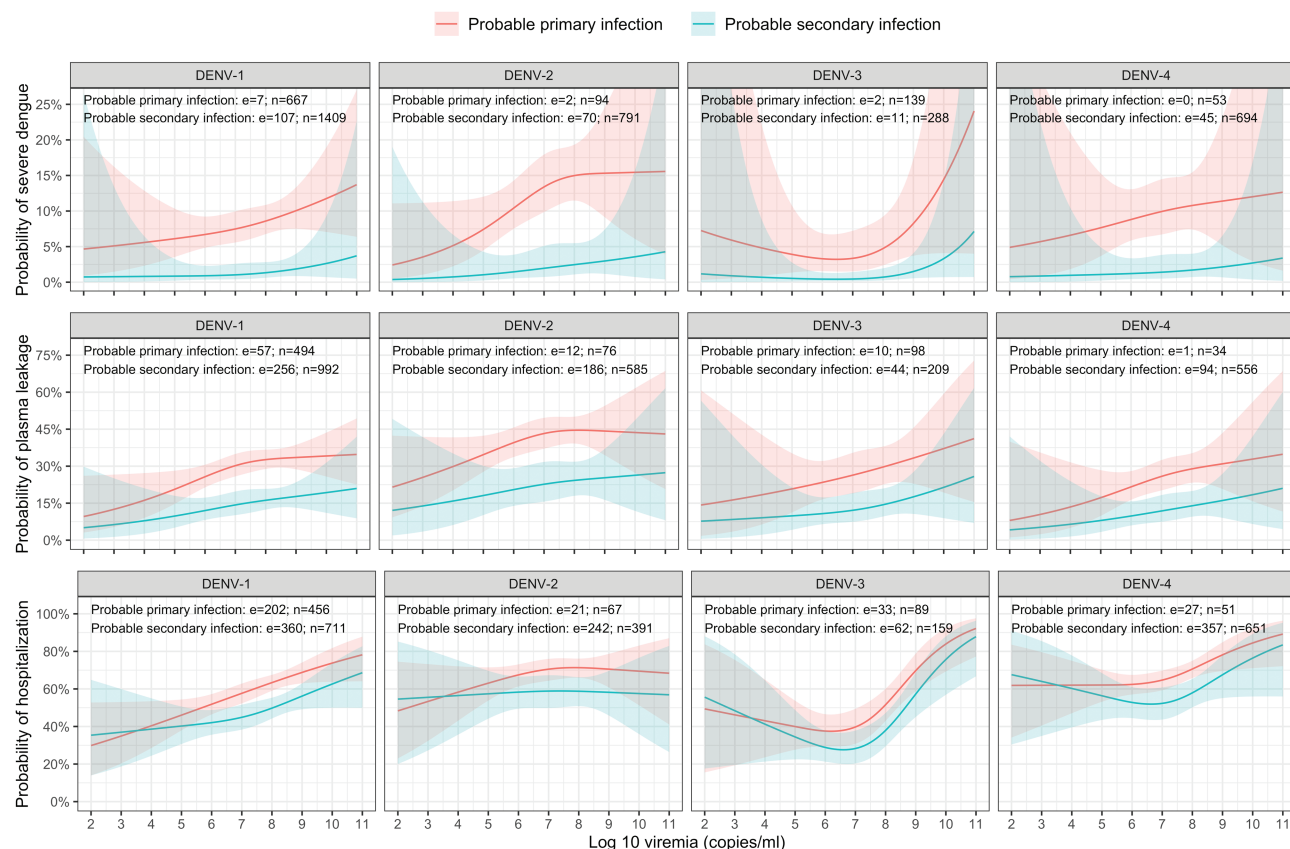 Probable primary infection Probable secondary infection
Probability of severe dengue
DENV-1 DENV-2 DENV-3 DENV-4
Probable primary infection: e=7; n=667 Probable primary infection: e=2; n=94 Probable primary infection: e=2; n=139 Probable primary infection: e=0; n=53
Probable secondary infection: e=107; n=1409 Probable secondary infection: e=70; n=791 Probable secondary infection: e=11; n=288 Probable secondary infection: e=45; n=694
25%
20%
15%
10%
5%
0%
Probability of plasma leakage
DENV-1 DENV-2 DENV-3 DENV-4
Probable primary infection: e=57; n=494 Probable primary infection: e=12; n=76 Probable primary infection: e=10; n=98 Probable primary infection: e=1; n=34
Probable secondary infection: e=256; n=992 Probable secondary infection: e=186; n=585 Probable secondary infection: e=44; n=209 Probable secondary infection: e=94; n=556
75%
60%
45%
30%
15%
0%
Probability of hospitalization
DENV-1 DENV-2 DENV-3 DENV-4
Probable primary infection: e=202; n=456 Probable primary infection: e=21; n=67 Probable primary infection: e=33; n=89 Probable primary infection: e=27; n=51
Probable secondary infection: e=360; n=711 Probable secondary infection: e=242; n=391 Probable secondary infection: e=62; n=159 Probable secondary infection: e=357; n=651
100%
80%
60%
40%
20%
0%
2 3 4 5 6 7 8 9 10 11 2 3 4 5 6 7 8 9 10 11 2 3 4 5 6 7 8 9 10 11 2 3 4 5 6 7 8 9 10 11
Log 10 viremia (copies/ml)